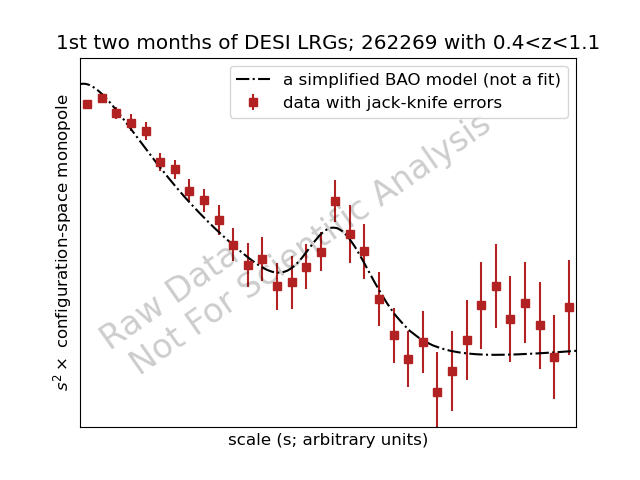 1st two months of DESI LRGs; 262269 with 0.4<z<1.1
a simplified BAO model (not a fit)
data with jack-knife errors
Raw Data
Not For Scientific Analysis
s² × configuration-space monopole
scale (s; arbitrary units)